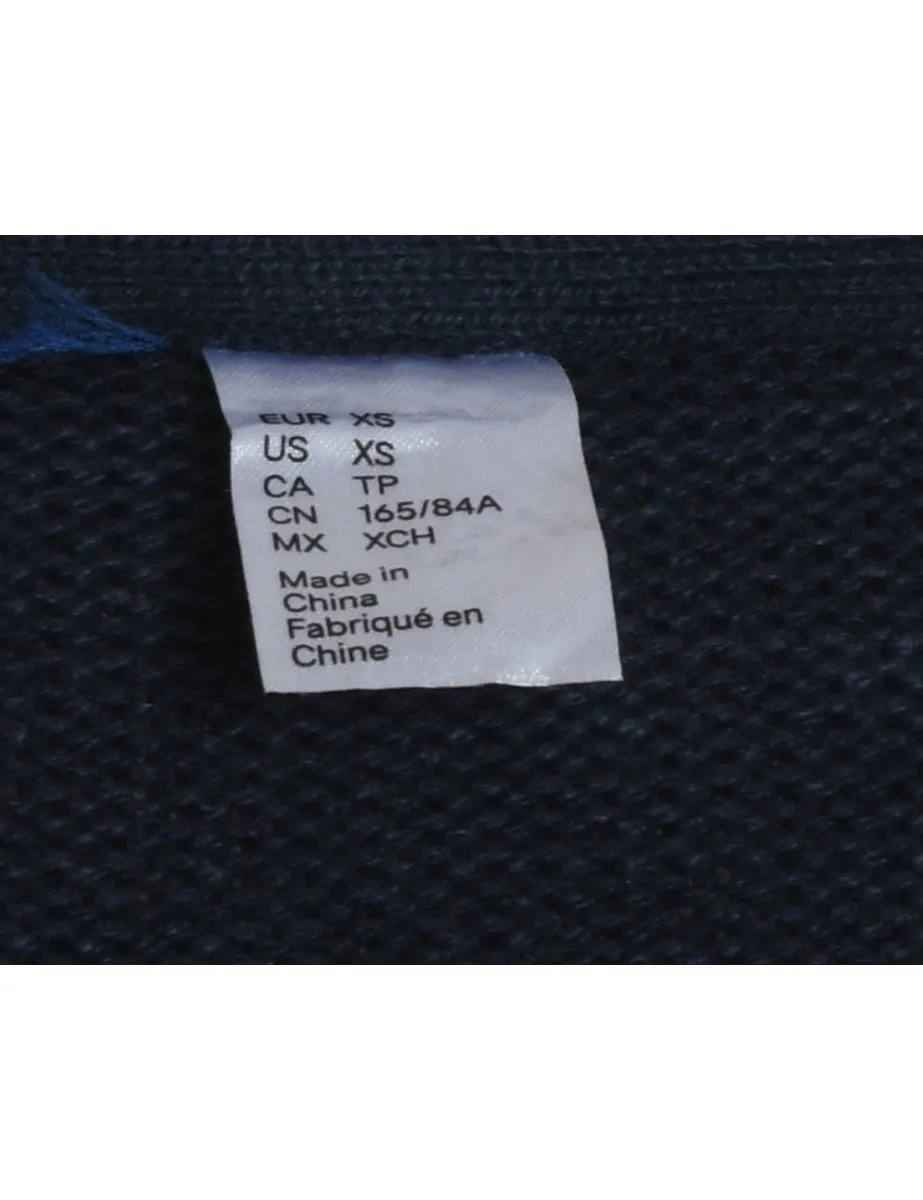 EUR XS
US XS
CA TP
CN 165/84A
MX XCH
Made in
China
Fabriqué en
Chine